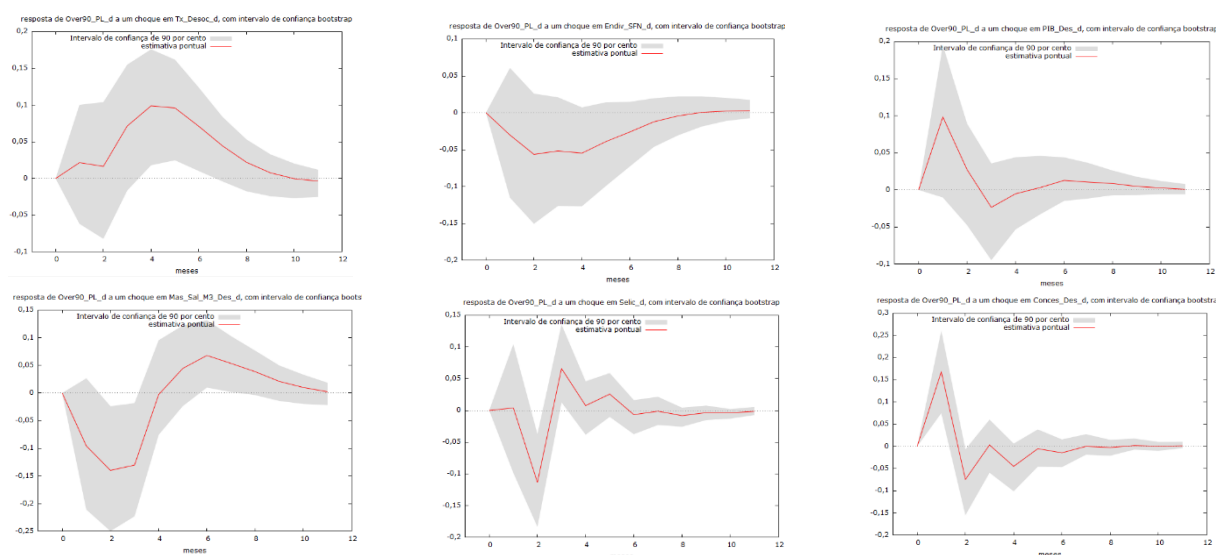 resposta de Over90_PL_d a um choque em Tx_Desoc_d, com intervalo de confiança bootstrap
0,2
Intervalo de confiança de 90 por cento
estimativa pontual
0,15
0,1
0,05
0
-0,05
-0,1
0 2 4 6 8 10 12
meses
resposta de Over90_PL_d a um choque em Endiv_SFN_d, com intervalo de confiança bootstrap
0,1
Intervalo de confiança de 90 por cento
estimativa pontual
0,05
0
-0,05
-0,1
-0,15
-0,2
0 2 4 6 8 10 12
meses
resposta de Over90_PL_d a um choque em PIB_Des_d, com intervalo de confiança bootstrap
0,2
Intervalo de confiança de 90 por cento
estimativa pontual
0,15
0,1
0,05
0
-0,05
-0,1
0 2 4 6 8 10 12
meses
resposta de Over90_PL_d a um choque em Mas_Sal_M3_Des_d, com intervalo de confiança boots
0,15
Intervalo de confiança de 90 por cento
estimativa pontual
0,1
0,05
0
-0,05
-0,1
-0,15
-0,2
-0,25
0 2 4 6 8 10 12
meses
resposta de Over90_PL_d a um choque em Selic_d, com intervalo de confiança bootstrap
0,15
Intervalo de confiança de 90 por cento
estimativa pontual
0,1
0,05
0
-0,05
-0,1
-0,15
-0,2
0 2 4 6 8 10 12
meses
resposta de Over90_PL_d a um choque em Conces_Des_d, com intervalo de confiança bootstra
0,3
Intervalo de confiança de 90 por cento
estimativa pontual
0,25
0,2
0,15
0,1
0,05
0
-0,05
-0,1
-0,15
-0,2
0 2 4 6 8 10 12
meses